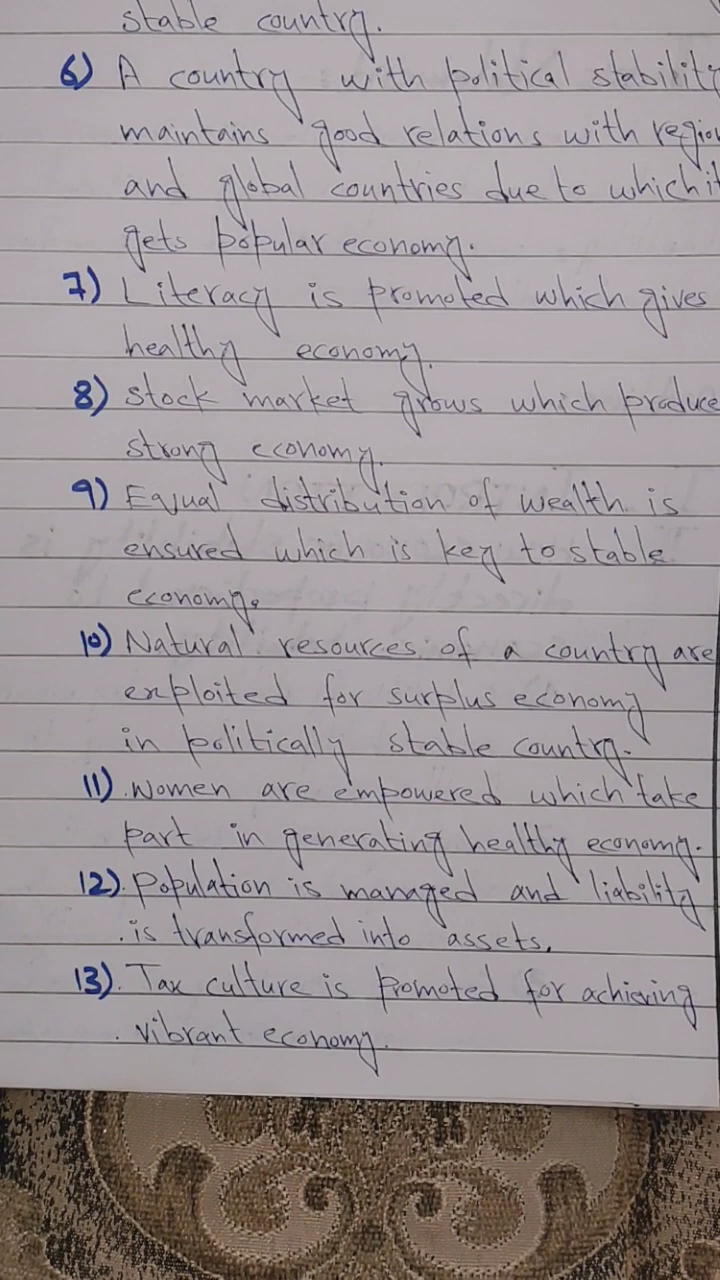 stable country.
6) A country with political stability
maintains good relations with region
and global countries due to which it
gets popular economy.
7) Literacy is promoted which gives
healthy economy.
8) stock market grows which produce
strong economy.
9) Equal distribution of wealth is
ensured which is key to stable
economy.
10) Natural resources of a country are
exploited for surplus economy
in politically stable country.
11). Women are empowered which take
part in generating healthy economy.
12). Population is managed and liability
. is transformed into assets.
13). Tax culture is promoted for achieving
. vibrant economy.